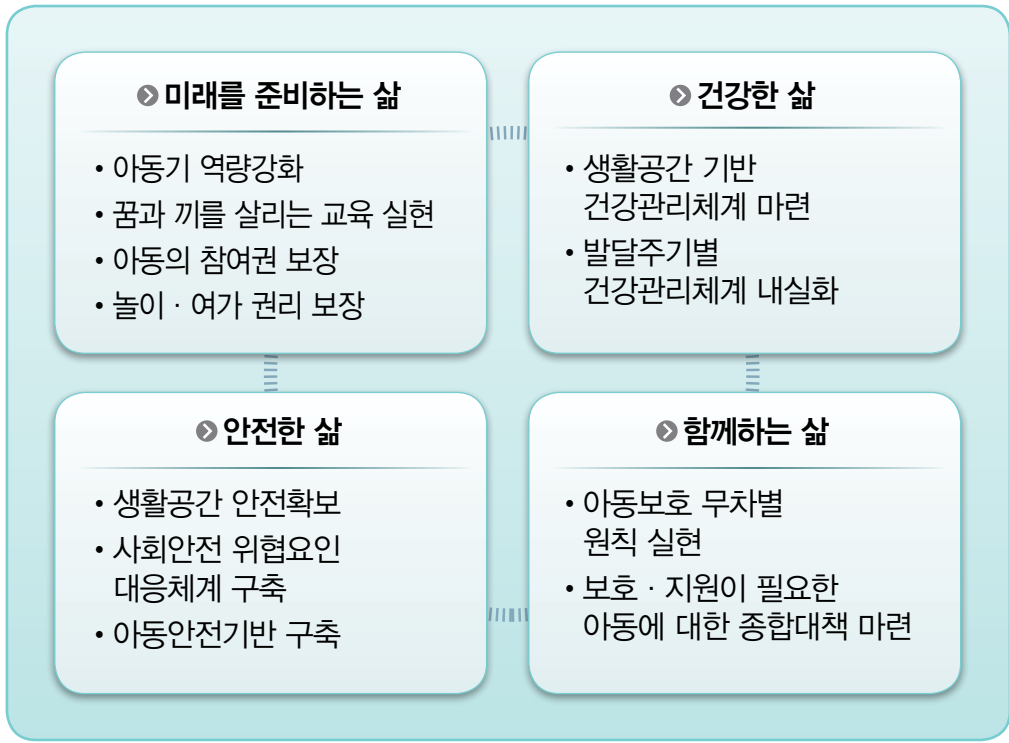 미래를 준비하는 삶
• 아동기 역량강화
• 꿈과 끼를 살리는 교육 실현
• 아동의 참여권 보장
• 놀이 · 여가 권리 보장
건강한 삶
• 생활공간 기반
건강관리체계 마련
• 발달주기별
건강관리체계 내실화
안전한 삶
• 생활공간 안전확보
• 사회안전 위협요인
대응체계 구축
• 아동안전기반 구축
함께하는 삶
• 아동보호 무차별
원칙 실현
• 보호 · 지원이 필요한
아동에 대한 종합대책 마련